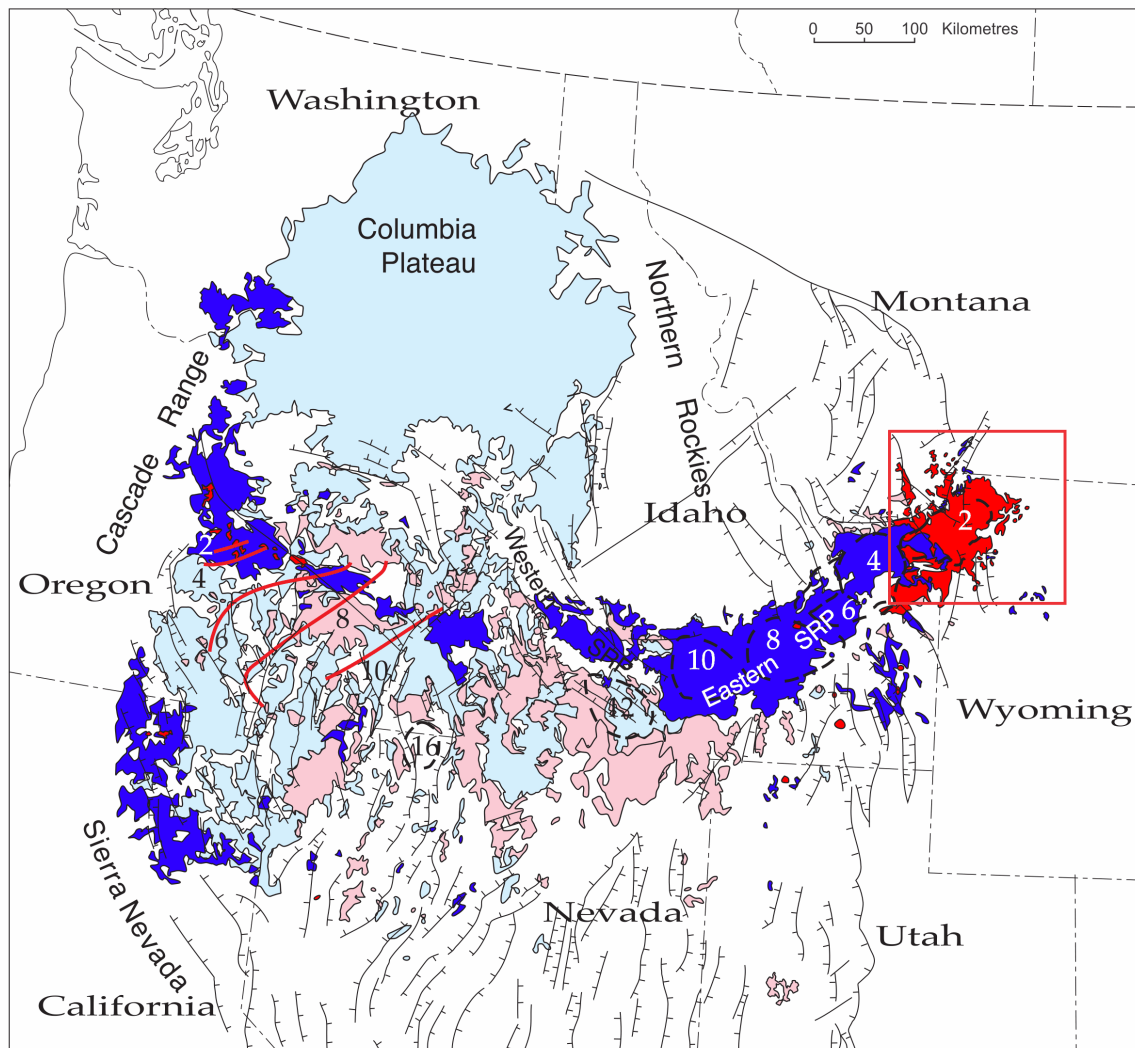 0 50 100 Kilometres
Washington
Columbia
Plateau
Northern
Rockies
Montana
Cascade Range
Idaho
Oregon
Western
SRP
2
4
6
8
10
2
4
6
8
10
12
16
Eastern
SRP
Wyoming
Sierra Nevada
Nevada
Utah
California